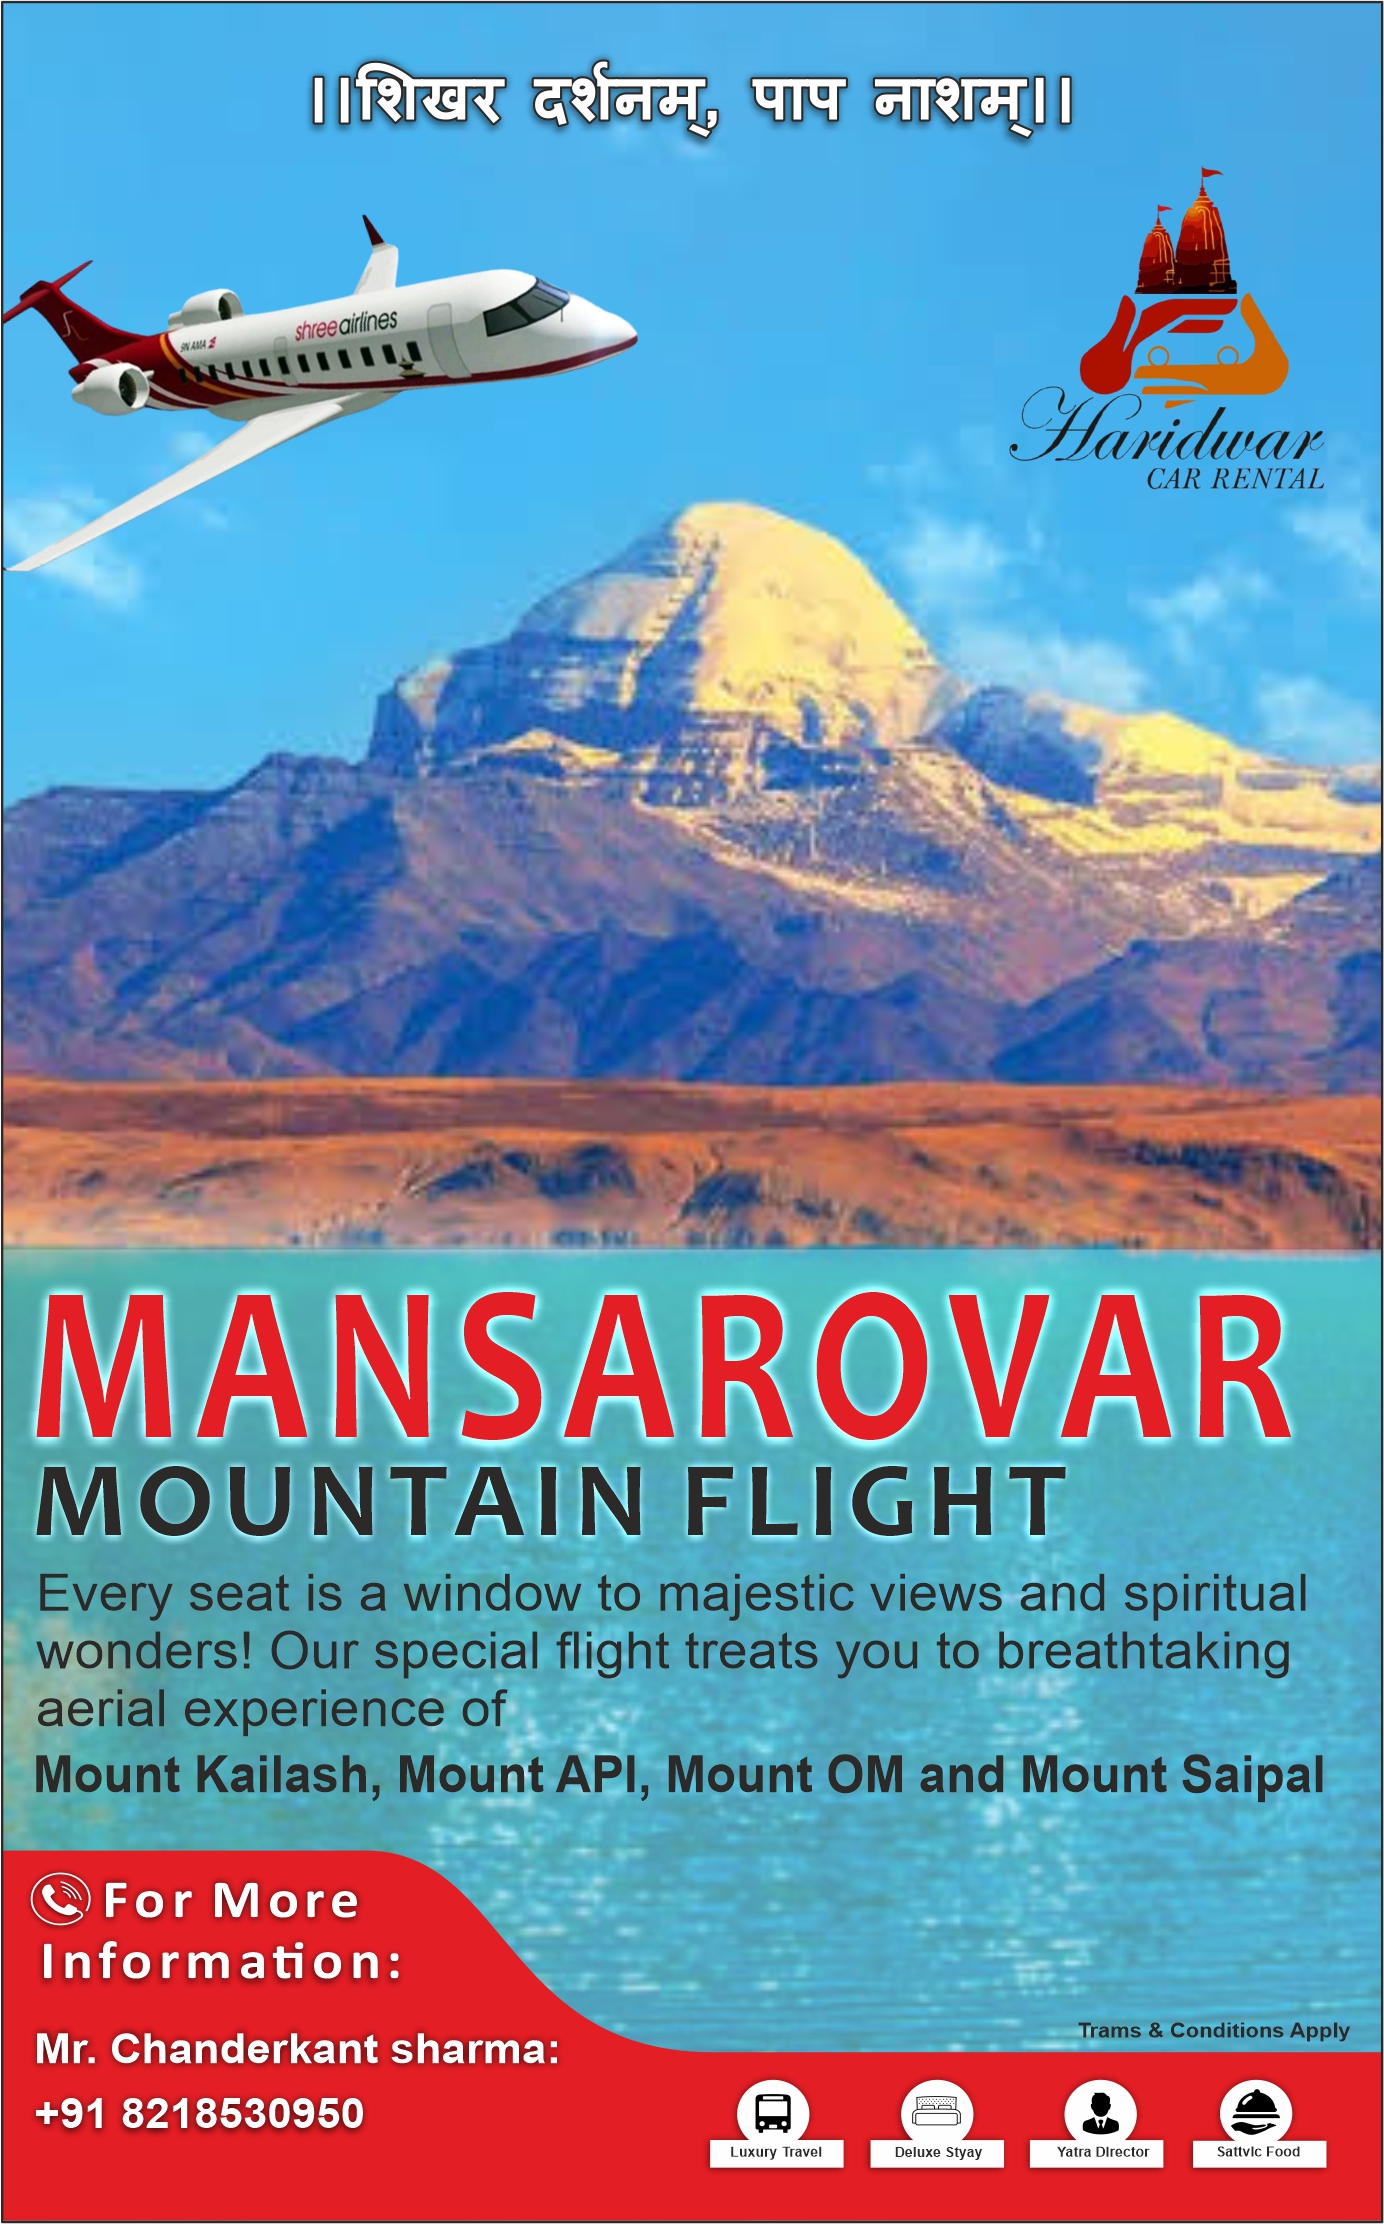 ।।शिखर दर्शनम्, पाप नाशम्।।
shreeairlines
9N AMA
Haridwar
CAR RENTAL
MANSAROVAR
MOUNTAIN FLIGHT
Every seat is a window to majestic views and spiritual
wonders! Our special flight treats you to breathtaking
aerial experience of
Mount Kailash, Mount API, Mount OM and Mount Saipal
For More
Information:
Mr. Chanderkant sharma:
+91 8218530950
Trams & Conditions Apply
Luxury Travel
Deluxe Styay
Yatra Director
Sattvic Food